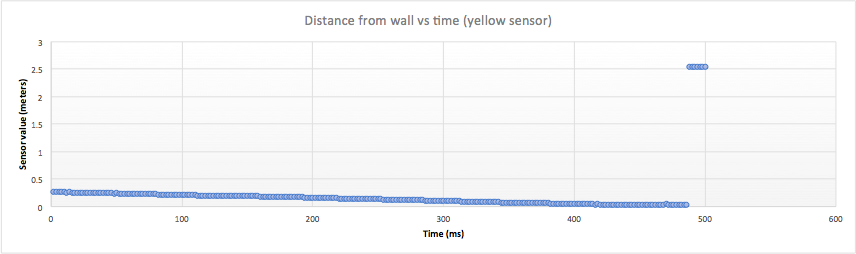 Distance from wall vs time (yellow sensor)
Sensor value (meters)
3
2.5
2
1.5
1
0.5
0
0 100 200 300 400 500 600
Time (ms)